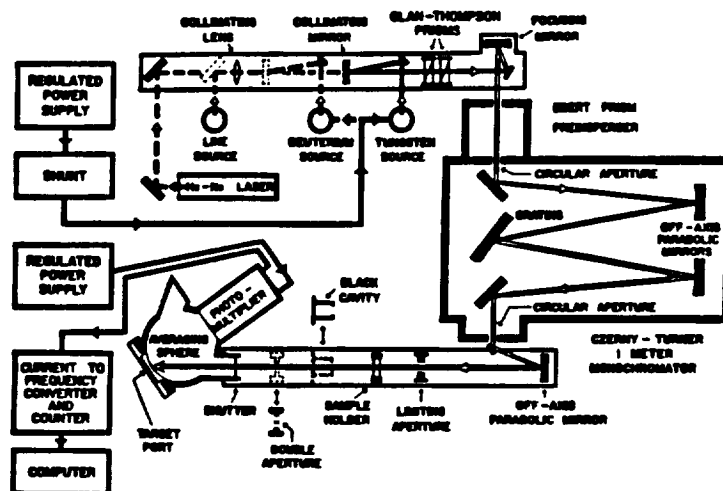 COLLIMATING
LENS
COLLIMATING
MIRROR
GLAN-THOMPSON
PRISMS
FOCUSING
MIRROR
REGULATED
POWER
SUPPLY
SHUNT
LINE
SOURCE
DEUTERIUM
SOURCE
TUNGSTEN
SOURCE
He-Ne LASER
EBERT PRISM
PREDISPERSER
CIRCULAR APERTURE
GRATING
OFF-AXIS
PARABOLIC
MIRRORS
CIRCULAR APERTURE
CZERNY-TURNER
1 METER
MONOCHROMATOR
REGULATED
POWER
SUPPLY
PHOTO-
MULTIPLIER
BLACK
CAVITY
AVERAGING
SPHERE
CURRENT TO
FREQUENCY
CONVERTER
AND
COUNTER
TARGET
PORT
SHUTTER
DOUBLE
APERTURE
SAMPLE
HOLDER
LIMITING
APERTURE
OFF-AXIS
PARABOLIC MIRROR
COMPUTER